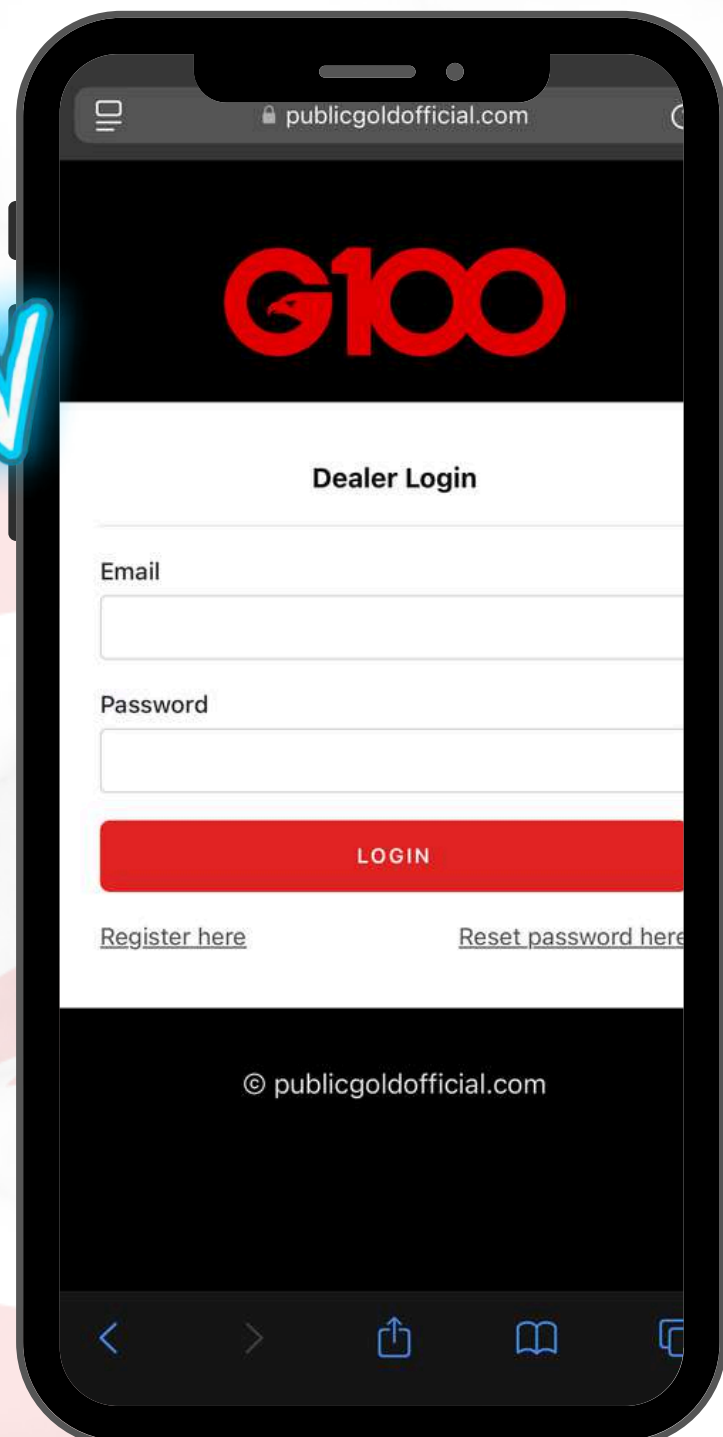 publicgoldofficial.com
G100
Dealer Login
Email
Password
LOGIN
Register here
Reset password here
© publicgoldofficial.com